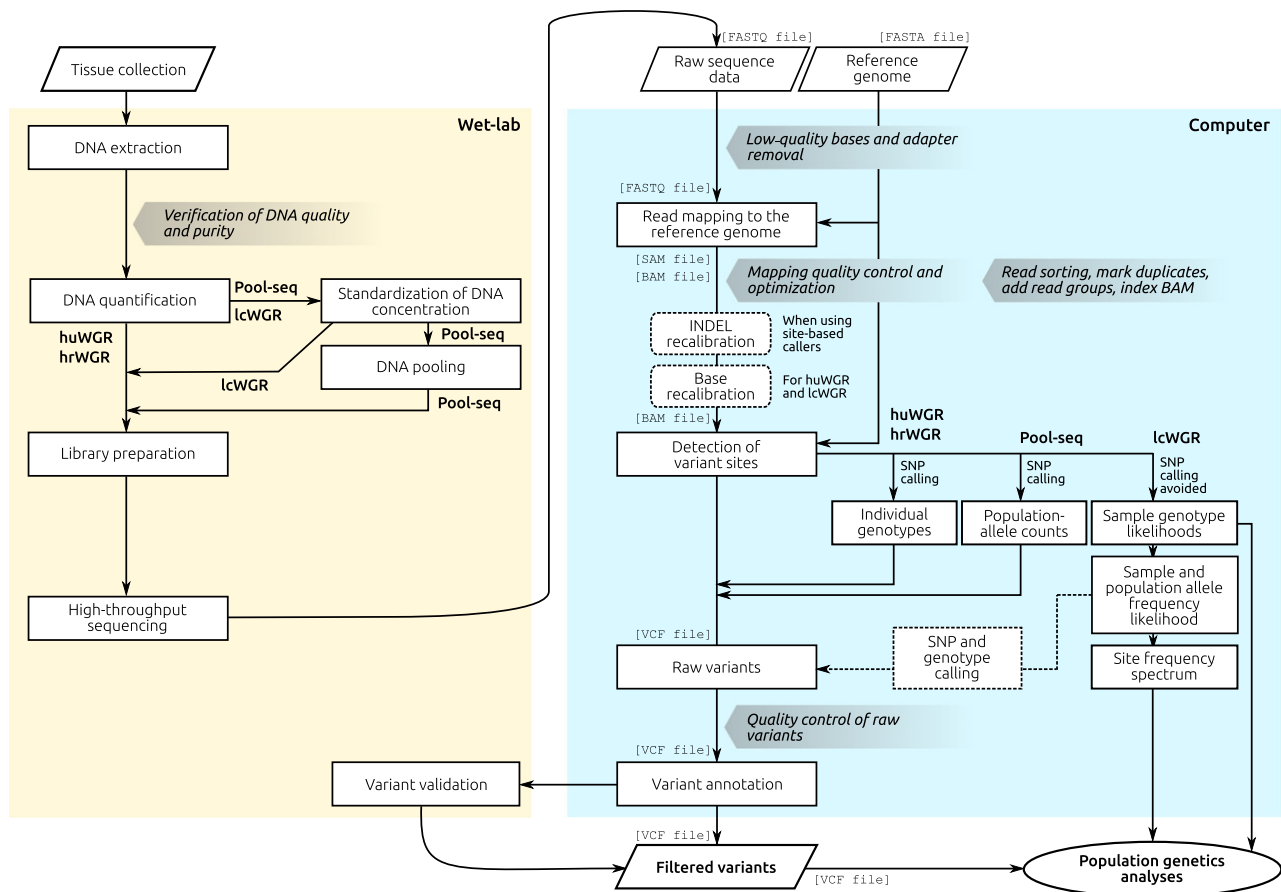 [FASTQ file]
[FASTA file]
Tissue collection
Raw sequence
data
Reference
genome
Wet-lab
Computer
DNA extraction
Low-quality bases and adapter
removal
[FASTQ file]
Verification of DNA quality
and purity
Read mapping to the
reference genome
[SAM file]
[BAM file]
Mapping quality control and
optimization
Read sorting, mark duplicates,
add read groups, index BAM
DNA quantification
Pool-seq
lcWGR
Standardization of DNA
concentration
huWGR
hrWGR
Pool-seq
DNA pooling
lcWGR
Pool-seq
INDEL
recalibration
When using
site-based
callers
Base
recalibration
For huWGR
and lcWGR
[BAM file]
Library preparation
Detection of
variant sites
huWGR
hrWGR
Pool-seq
lcWGR
SNP
calling
SNP
calling
SNP
calling
avoided
Individual
genotypes
Population-
allele counts
Sample genotype
likelihoods
Sample and
population allele
frequency
likelihood
High-throughput
sequencing
[VCF file]
Raw variants
SNP and
genotype
calling
Site frequency
spectrum
Quality control of raw
variants
[VCF file]
Variant validation
Variant annotation
[VCF file]
Filtered variants
[VCF file]
Population genetics
analyses